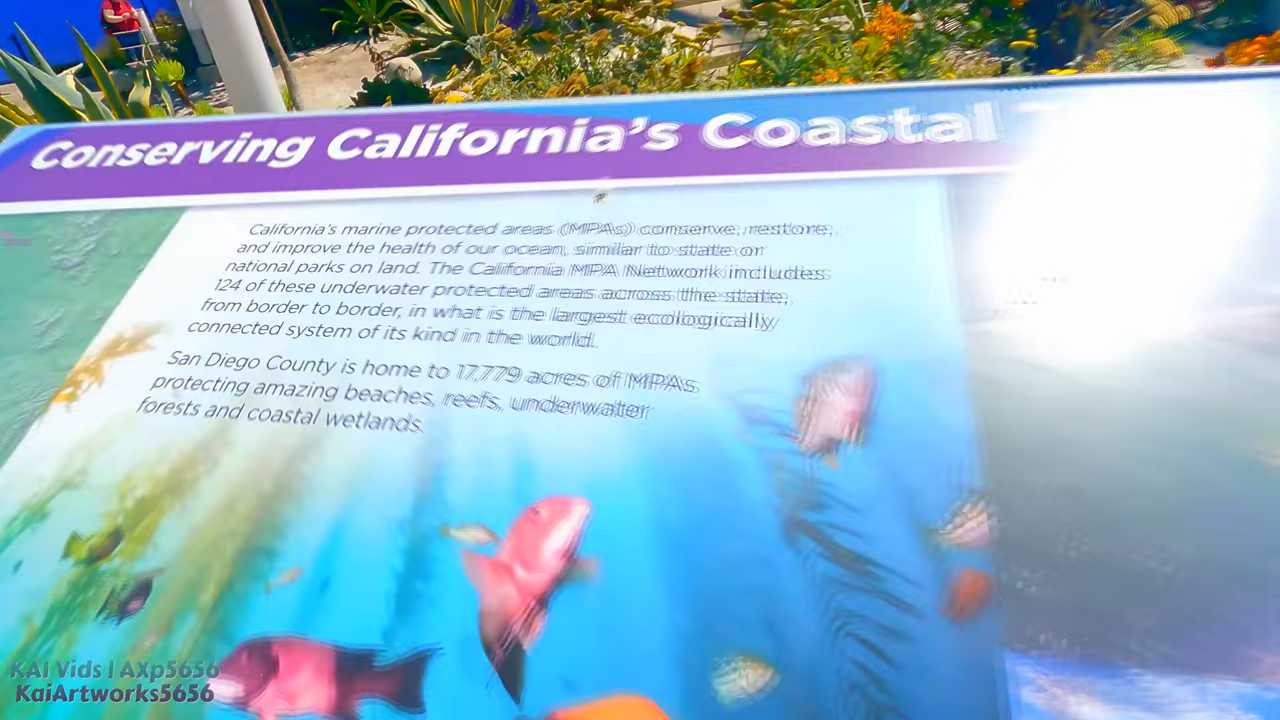 Conserving California's Coastal
California's marine protected areas (MPAs) conserve, restore,
and improve the health of our ocean, similar to state or
national parks on land. The California MPA Network includes
124 of these underwater protected areas across the state,
from border to border, in what is the largest ecologically
connected system of its kind in the world.
San Diego County is home to 17,779 acres of MPAs
protecting amazing beaches, reefs, underwater
forests and coastal wetlands.
KAI Vids | AXp5656
KaiArtworks5656